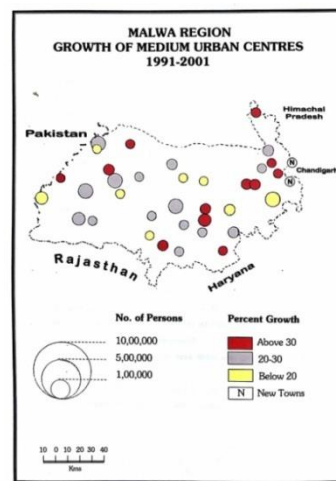 MALWA REGION
GROWTH OF MEDIUM URBAN CENTRES
1991-2001
Himachal
Pradesh
Pakistan
Chandigarh
N
N
Rajasthan
Haryana
No. of Persons
10,00,000
5,00,000
1,00,000
Percent Growth
Above 30
20-30
Below 20
N New Towns
10 0 10 20 30 40
Kms